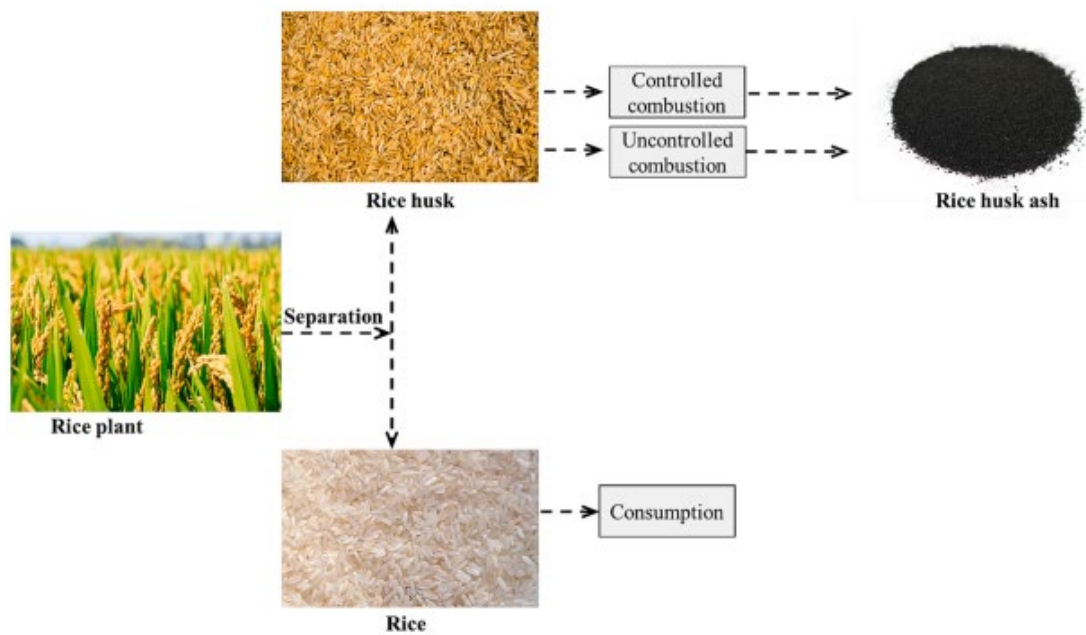 Controlled
combustion
Uncontrolled
combustion
Rice husk
Rice husk ash
Separation
Rice plant
Consumption
Rice